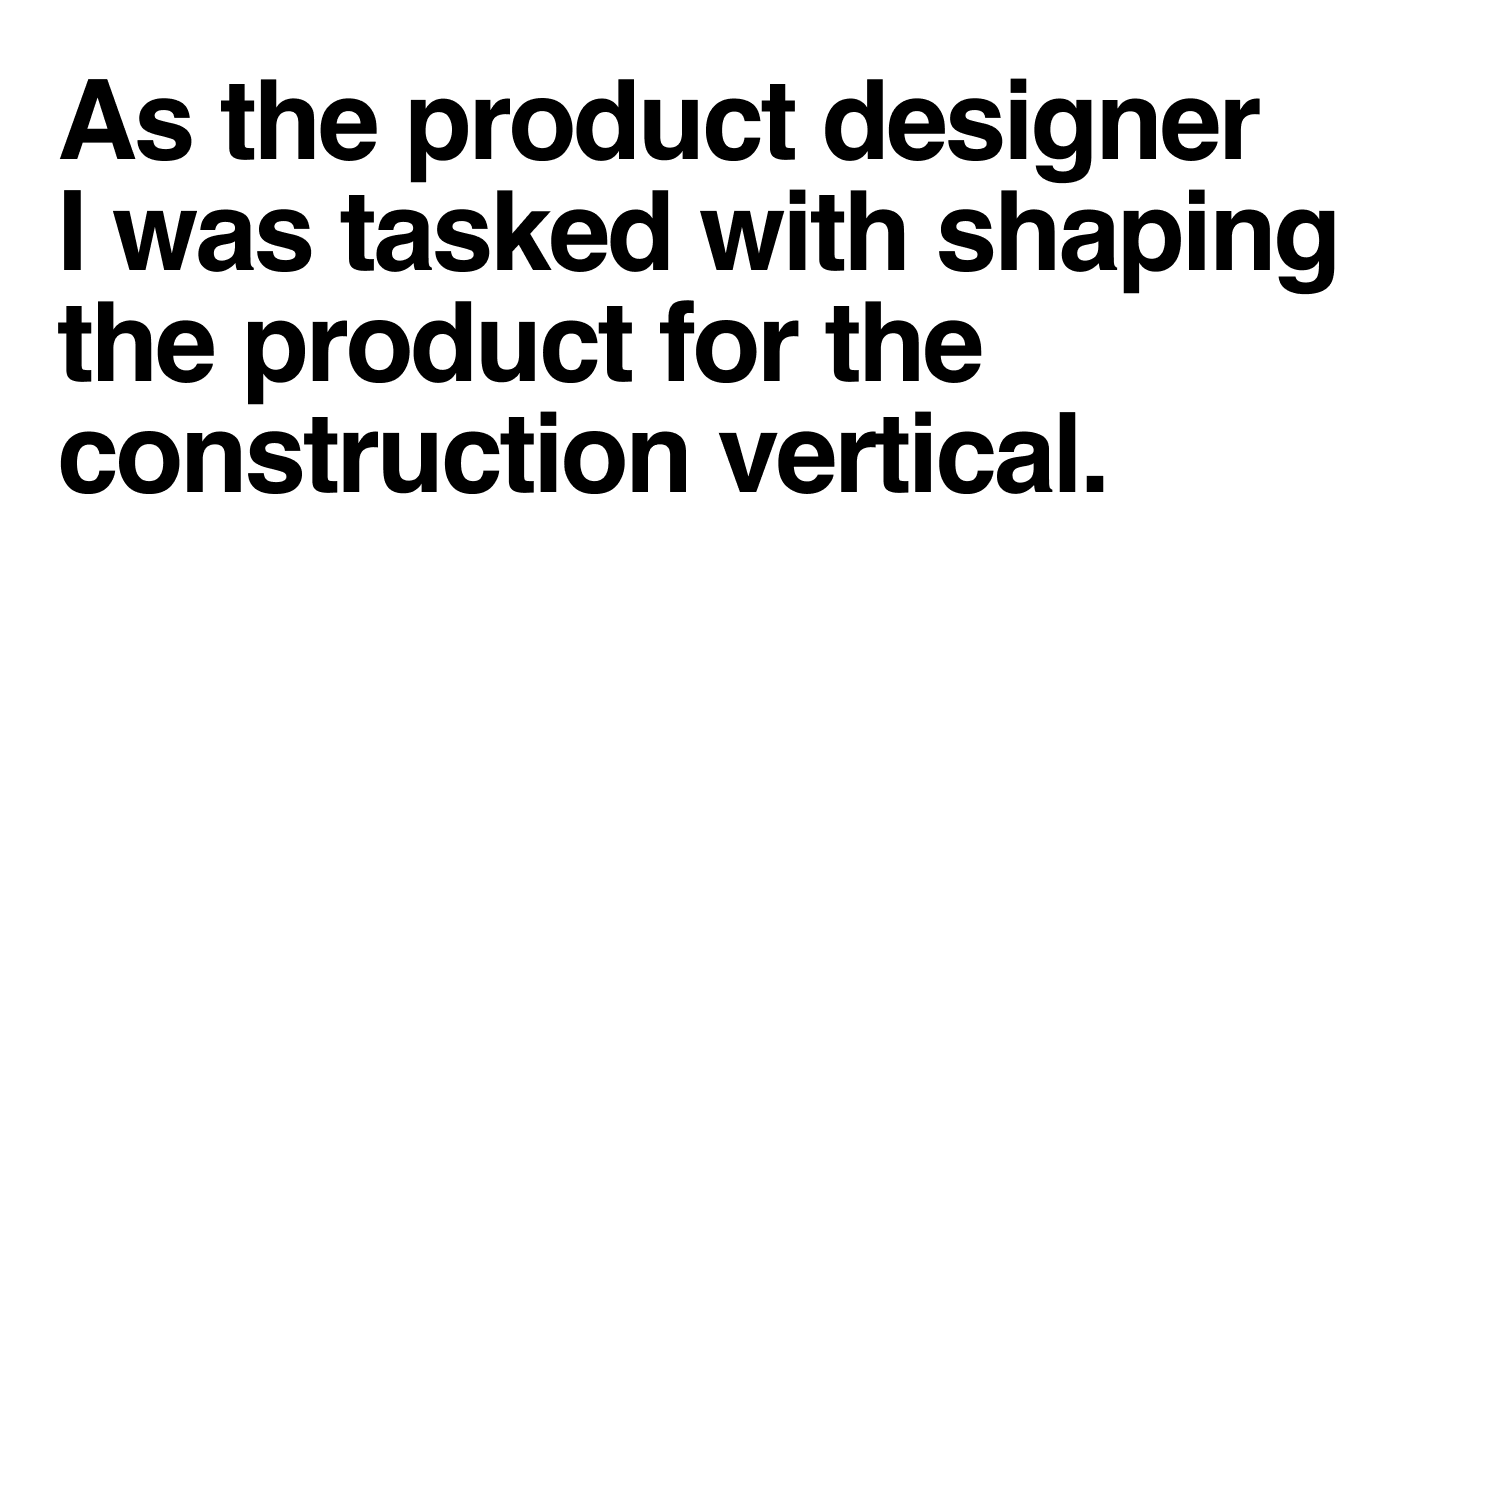 As the product designer
I was tasked with shaping
the product for the
construction vertical.